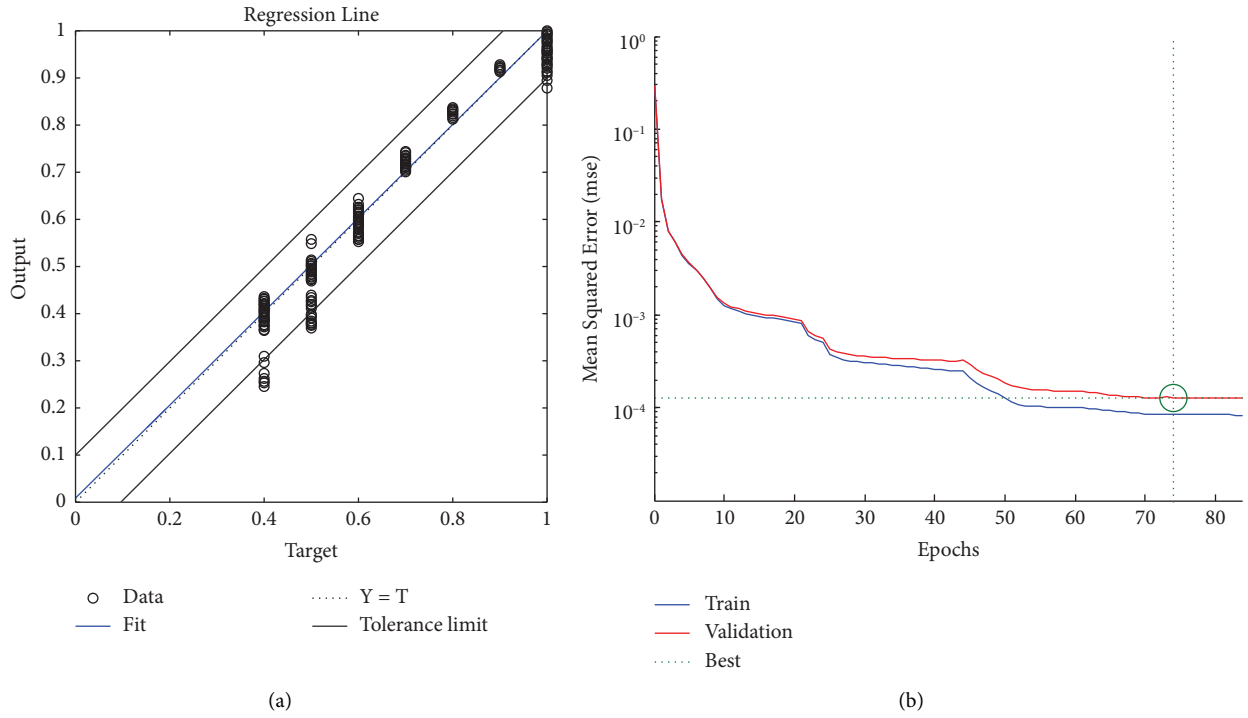 Regression Line
1
0.9
0.8
0.7
0.6
0.5
0.4
0.3
0.2
0.1
0
Output
0 0.2 0.4 0.6 0.8 1
Target
Data
Fit
Y = T
Tolerance limit
(a)
10⁰
10⁻¹
10⁻²
10⁻³
10⁻⁴
Mean Squared Error (mse)
0 10 20 30 40 50 60 70 80
Epochs
Train
Validation
Best
(b)